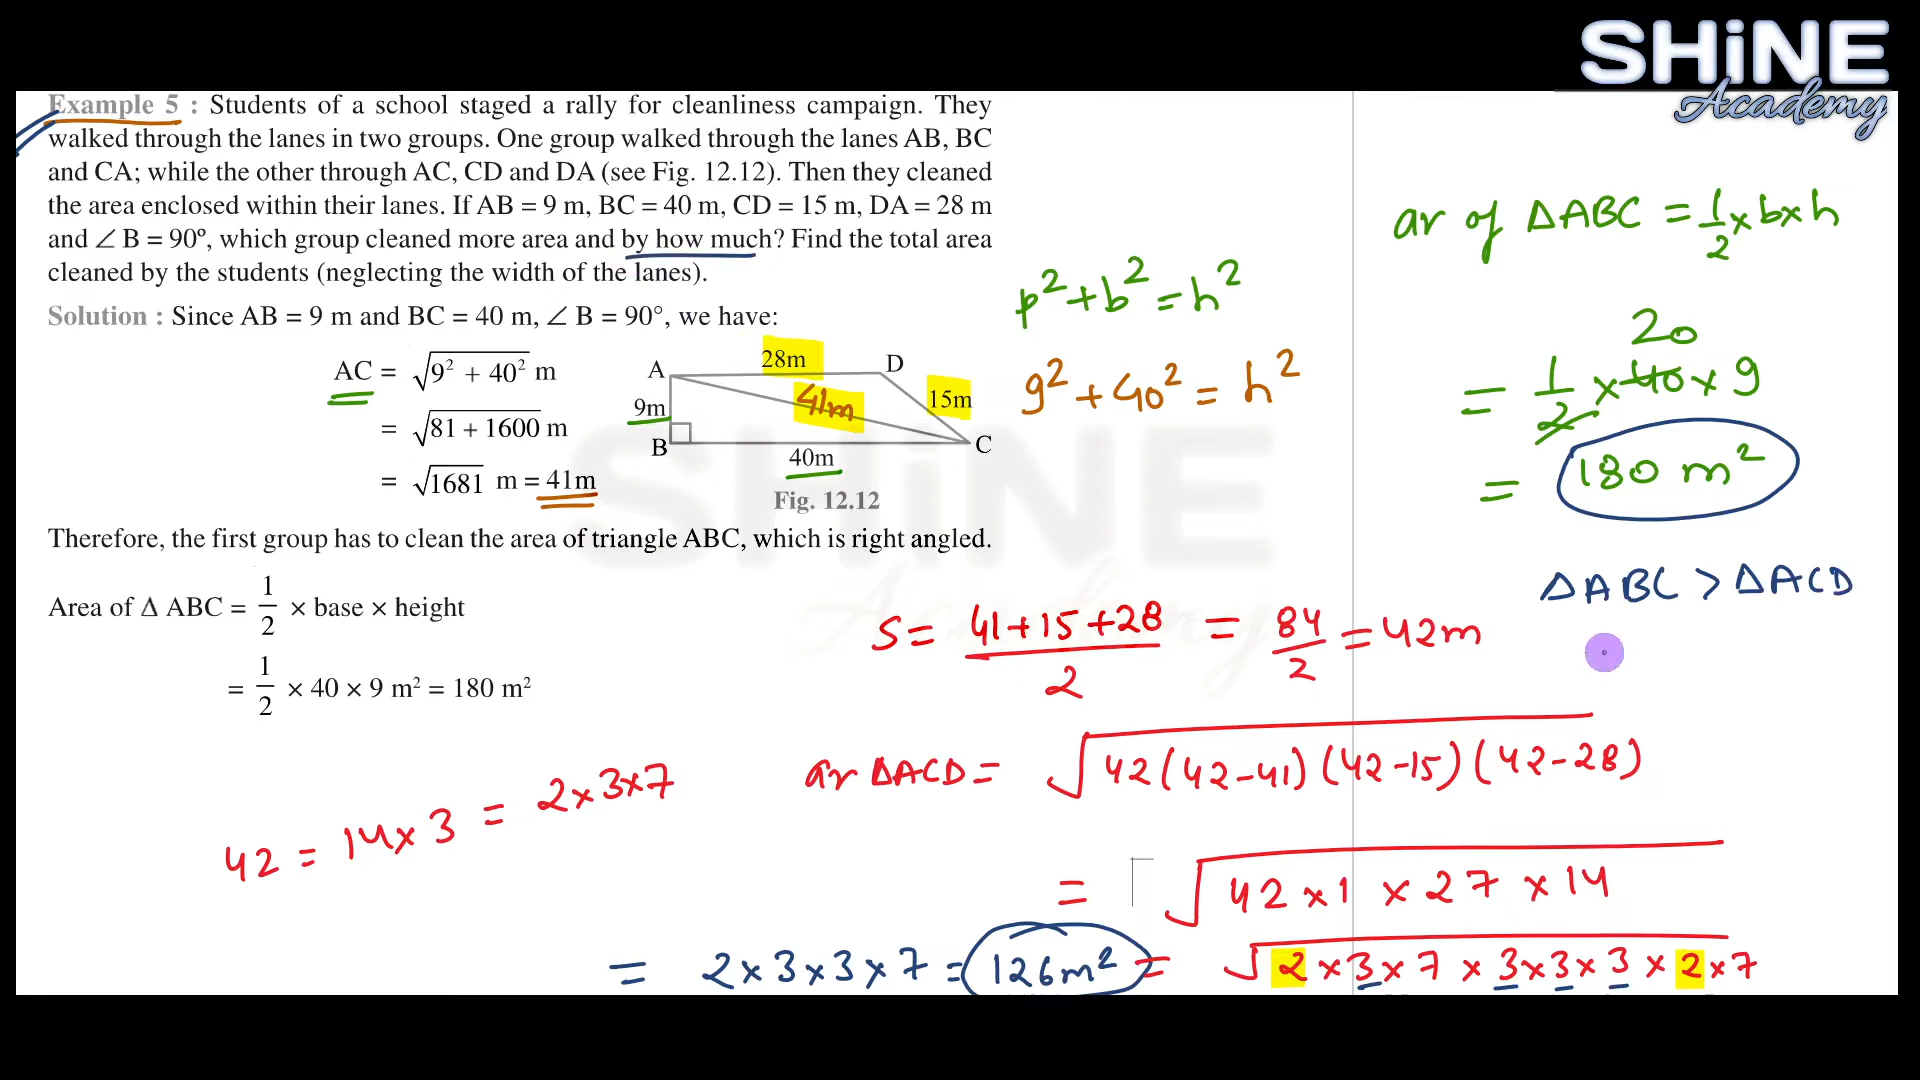 SHiNE
Academy
Example 5 : Students of a school staged a rally for cleanliness campaign. They
walked through the lanes in two groups. One group walked through the lanes AB, BC
and CA; while the other through AC, CD and DA (see Fig. 12.12). Then they cleaned
the area enclosed within their lanes. If AB = 9 m, BC = 40 m, CD = 15 m, DA = 28 m
and ∠ B = 90º, which group cleaned more area and by how much? Find the total area
cleaned by the students (neglecting the width of the lanes).
Solution : Since AB = 9 m and BC = 40 m, ∠ B = 90°, we have:
AC = √(9² + 40²) m
= √(81 + 1600) m
= √1681 m = 41m
A 28m D
9m 41m 15m
B 40m C
Fig. 12.12
Therefore, the first group has to clean the area of triangle ABC, which is right angled.
Area of Δ ABC = 1/2 × base × height
= 1/2 × 40 × 9 m² = 180 m²
p² + b² = h²
9² + 40² = h²
ar of ΔABC = 1/2 × b × h
20
= 1/2 × 40 × 9
= 180 m²
ΔABC > ΔACD
S = (41+15+28)/2 = 84/2 = 42m
ar ΔACD = √(42(42-41)(42-15)(42-28))
42 = 14 × 3 = 2 × 3 × 7
= √(42 × 1 × 27 × 14)
= √(2 × 3 × 7 × 3 × 3 × 3 × 2 × 7)
= 2 × 3 × 3 × 7 = 126m²
SHiNE
Academy